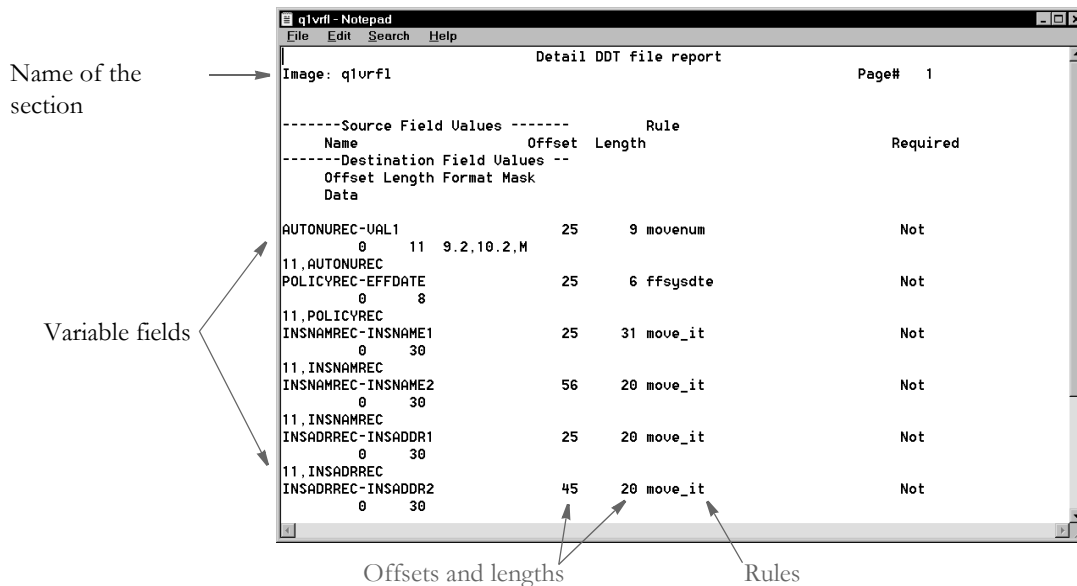 q1vrfl - Notepad
File Edit Search Help
Detail DDT file report
Name of the
section
Image: q1vrfl Page# 1
-------Source Field Values ------- Rule
Name Offset Length Required
-------Destination Field Values --
Offset Length Format Mask
Data
AUTONUREC-VAL1 25 9 movenum Not
0 11 9.2,10.2,M
11,AUTONUREC
POLICYREC-EFFDATE 25 6 ffsysdte Not
0 8
11,POLICYREC
INSNAMREC-INSNAME1 25 31 move_it Not
0 30
11,INSNAMREC
INSNAMREC-INSNAME2 56 20 move_it Not
0 30
11,INSNAMREC
INSADRREC-INSADDR1 25 20 move_it Not
0 30
11,INSADRREC
INSADRREC-INSADDR2 45 20 move_it Not
0 30
Variable fields
Offsets and lengths
Rules